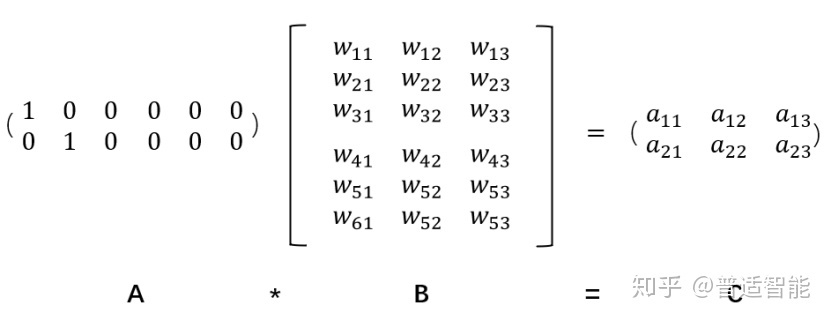 ( 1 0 0 0 0 0 )
0 1 0 0 0 0
[ w₁₁ w₁₂ w₁₃ ]
w₂₁ w₂₂ w₂₃
w₃₁ w₃₂ w₃₃
w₄₁ w₄₂ w₄₃
w₅₁ w₅₂ w₅₃
w₆₁ w₅₂ w₅₃
= ( a₁₁ a₁₂ a₁₃ )
a₂₁ a₂₂ a₂₃
A * B = C
知乎 @普适智能